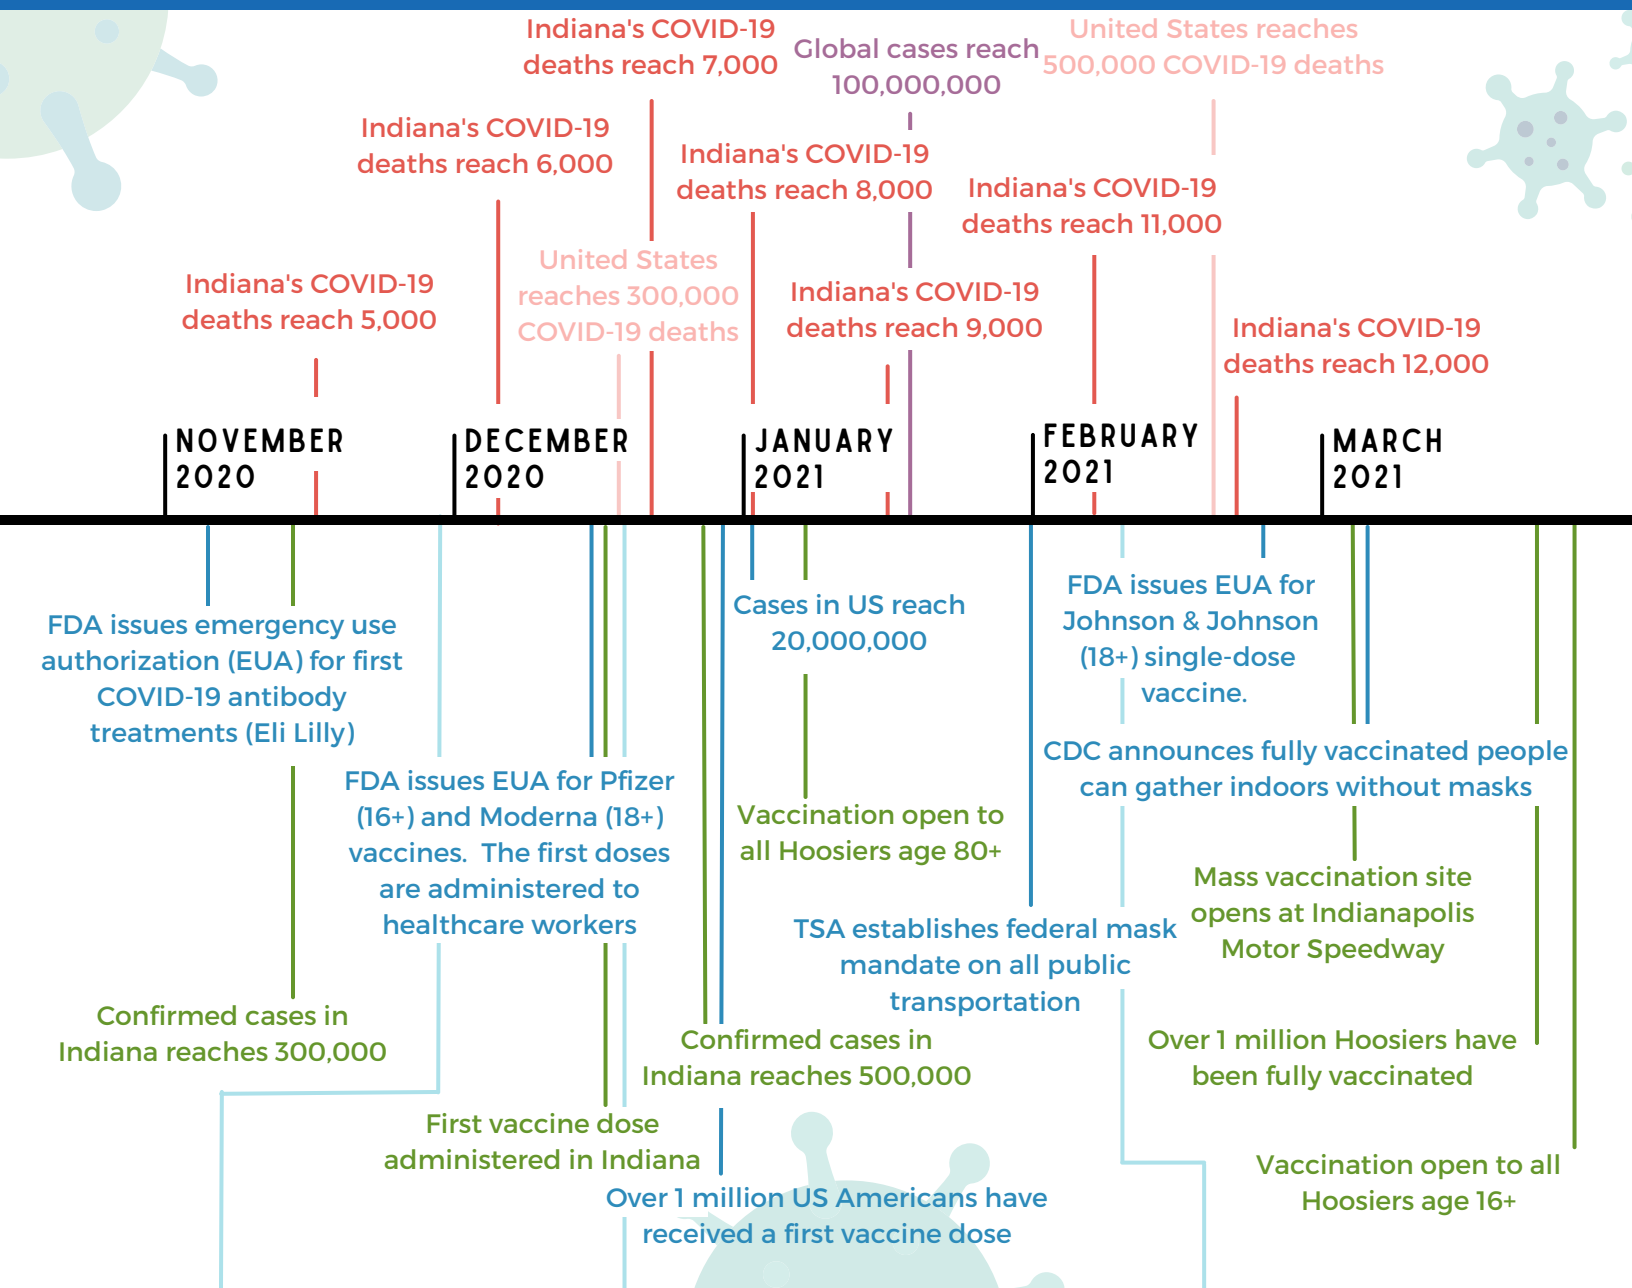 Indiana's COVID-19
deaths reach 7,000
Global cases reach
100,000,000
United States reaches
500,000 COVID-19 deaths
Indiana's COVID-19
deaths reach 6,000
Indiana's COVID-19
deaths reach 8,000
Indiana's COVID-19
deaths reach 11,000
United States
reaches 300,000
COVID-19 deaths
Indiana's COVID-19
deaths reach 5,000
Indiana's COVID-19
deaths reach 9,000
Indiana's COVID-19
deaths reach 12,000
NOVEMBER
2020
DECEMBER
2020
JANUARY
2021
FEBRUARY
2021
MARCH
2021
FDA issues emergency use
authorization (EUA) for first
COVID-19 antibody
treatments (Eli Lilly)
Cases in US reach
20,000,000
FDA issues EUA for
Johnson & Johnson
(18+) single-dose
vaccine.
CDC announces fully vaccinated people
can gather indoors without masks
FDA issues EUA for Pfizer
(16+) and Moderna (18+)
vaccines.  The first doses
are administered to
healthcare workers
Vaccination open to
all Hoosiers age 80+
Mass vaccination site
opens at Indianapolis
Motor Speedway
TSA establishes federal mask
mandate on all public
transportation
Confirmed cases in
Indiana reaches 300,000
Confirmed cases in
Indiana reaches 500,000
Over 1 million Hoosiers have
been fully vaccinated
First vaccine dose
administered in Indiana
Vaccination open to all
Hoosiers age 16+
Over 1 million US Americans have
received a first vaccine dose